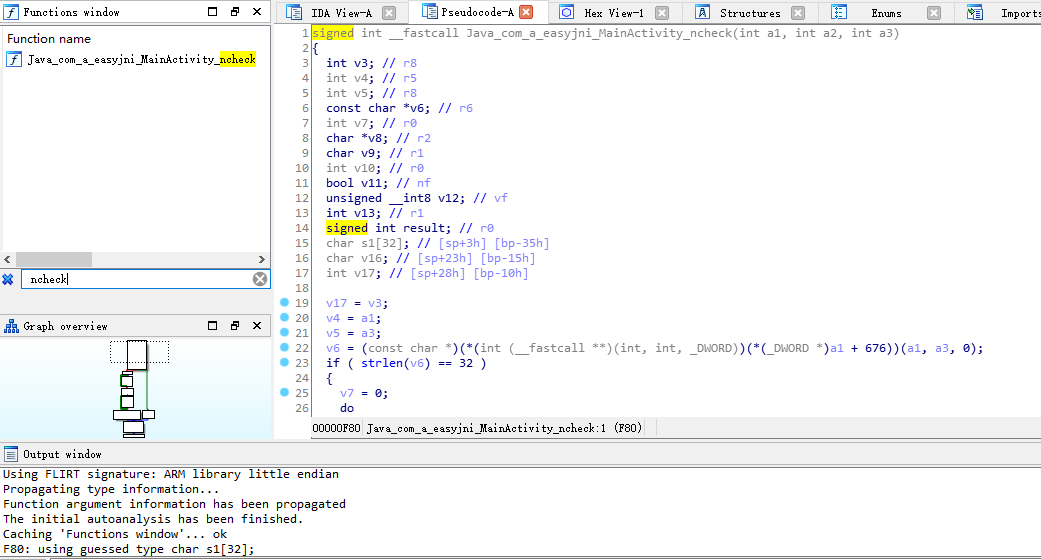 Functions window
IDA View-A
Pseudocode-A
Hex View-1
Structures
Enums
Imports
Function name
Java_com_a_easyjni_MainActivity_ncheck
ncheck
Graph overview
1 signed int __fastcall Java_com_a_easyjni_MainActivity_ncheck(int a1, int a2, int a3)
2 {
3 int v3; // r8
4 int v4; // r5
5 int v5; // r8
6 const char *v6; // r6
7 int v7; // r0
8 char *v8; // r2
9 char v9; // r1
10 int v10; // r0
11 bool v11; // nf
12 unsigned __int8 v12; // vf
13 int v13; // r1
14 signed int result; // r0
15 char s1[32]; // [sp+3h] [bp-35h]
16 char v16; // [sp+23h] [bp-15h]
17 int v17; // [sp+28h] [bp-10h]
18
19 v17 = v3;
20 v4 = a1;
21 v5 = a3;
22 v6 = (const char *)(*(int (__fastcall **)(int, int, _DWORD))(*(_DWORD *)a1 + 676))(a1, a3, 0);
23 if ( strlen(v6) == 32 )
24 {
25 v7 = 0;
26 do
00000F80 Java_com_a_easyjni_MainActivity_ncheck:1 (F80)
Output window
Using FLIRT signature: ARM library little endian
Propagating type information...
Function argument information has been propagated
The initial autoanalysis has been finished.
Caching 'Functions window'... ok
F80: using guessed type char s1[32];